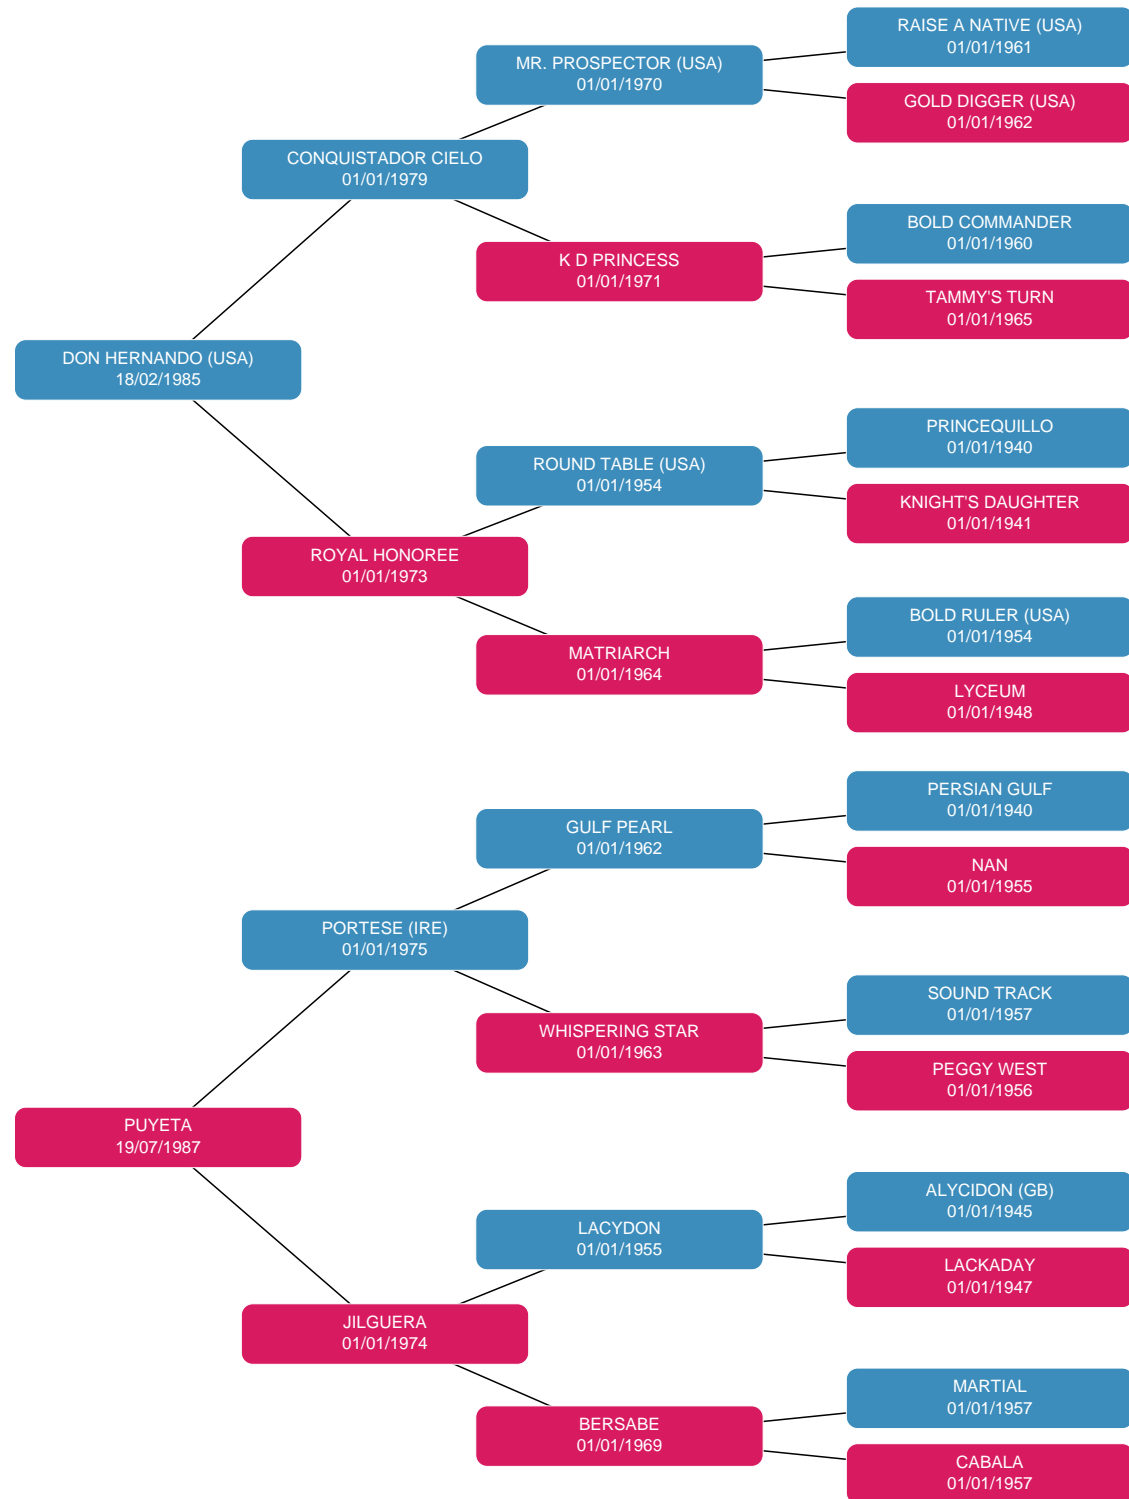 RAISE A NATIVE (USA)
01/01/1961
MR. PROSPECTOR (USA)
01/01/1970
GOLD DIGGER (USA)
01/01/1962
CONQUISTADOR CIELO
01/01/1979
BOLD COMMANDER
01/01/1960
K D PRINCESS
01/01/1971
TAMMY'S TURN
01/01/1965
DON HERNANDO (USA)
18/02/1985
PRINCEQUILLO
01/01/1940
ROUND TABLE (USA)
01/01/1954
KNIGHT'S DAUGHTER
01/01/1941
ROYAL HONOREE
01/01/1973
BOLD RULER (USA)
01/01/1954
MATRIARCH
01/01/1964
LYCEUM
01/01/1948
PERSIAN GULF
01/01/1940
GULF PEARL
01/01/1962
NAN
01/01/1955
PORTESE (IRE)
01/01/1975
SOUND TRACK
01/01/1957
WHISPERING STAR
01/01/1963
PEGGY WEST
01/01/1956
PUYETA
19/07/1987
ALYCIDON (GB)
01/01/1945
LACYDON
01/01/1955
LACKADAY
01/01/1947
JILGUERA
01/01/1974
MARTIAL
01/01/1957
BERSABE
01/01/1969
CABALA
01/01/1957